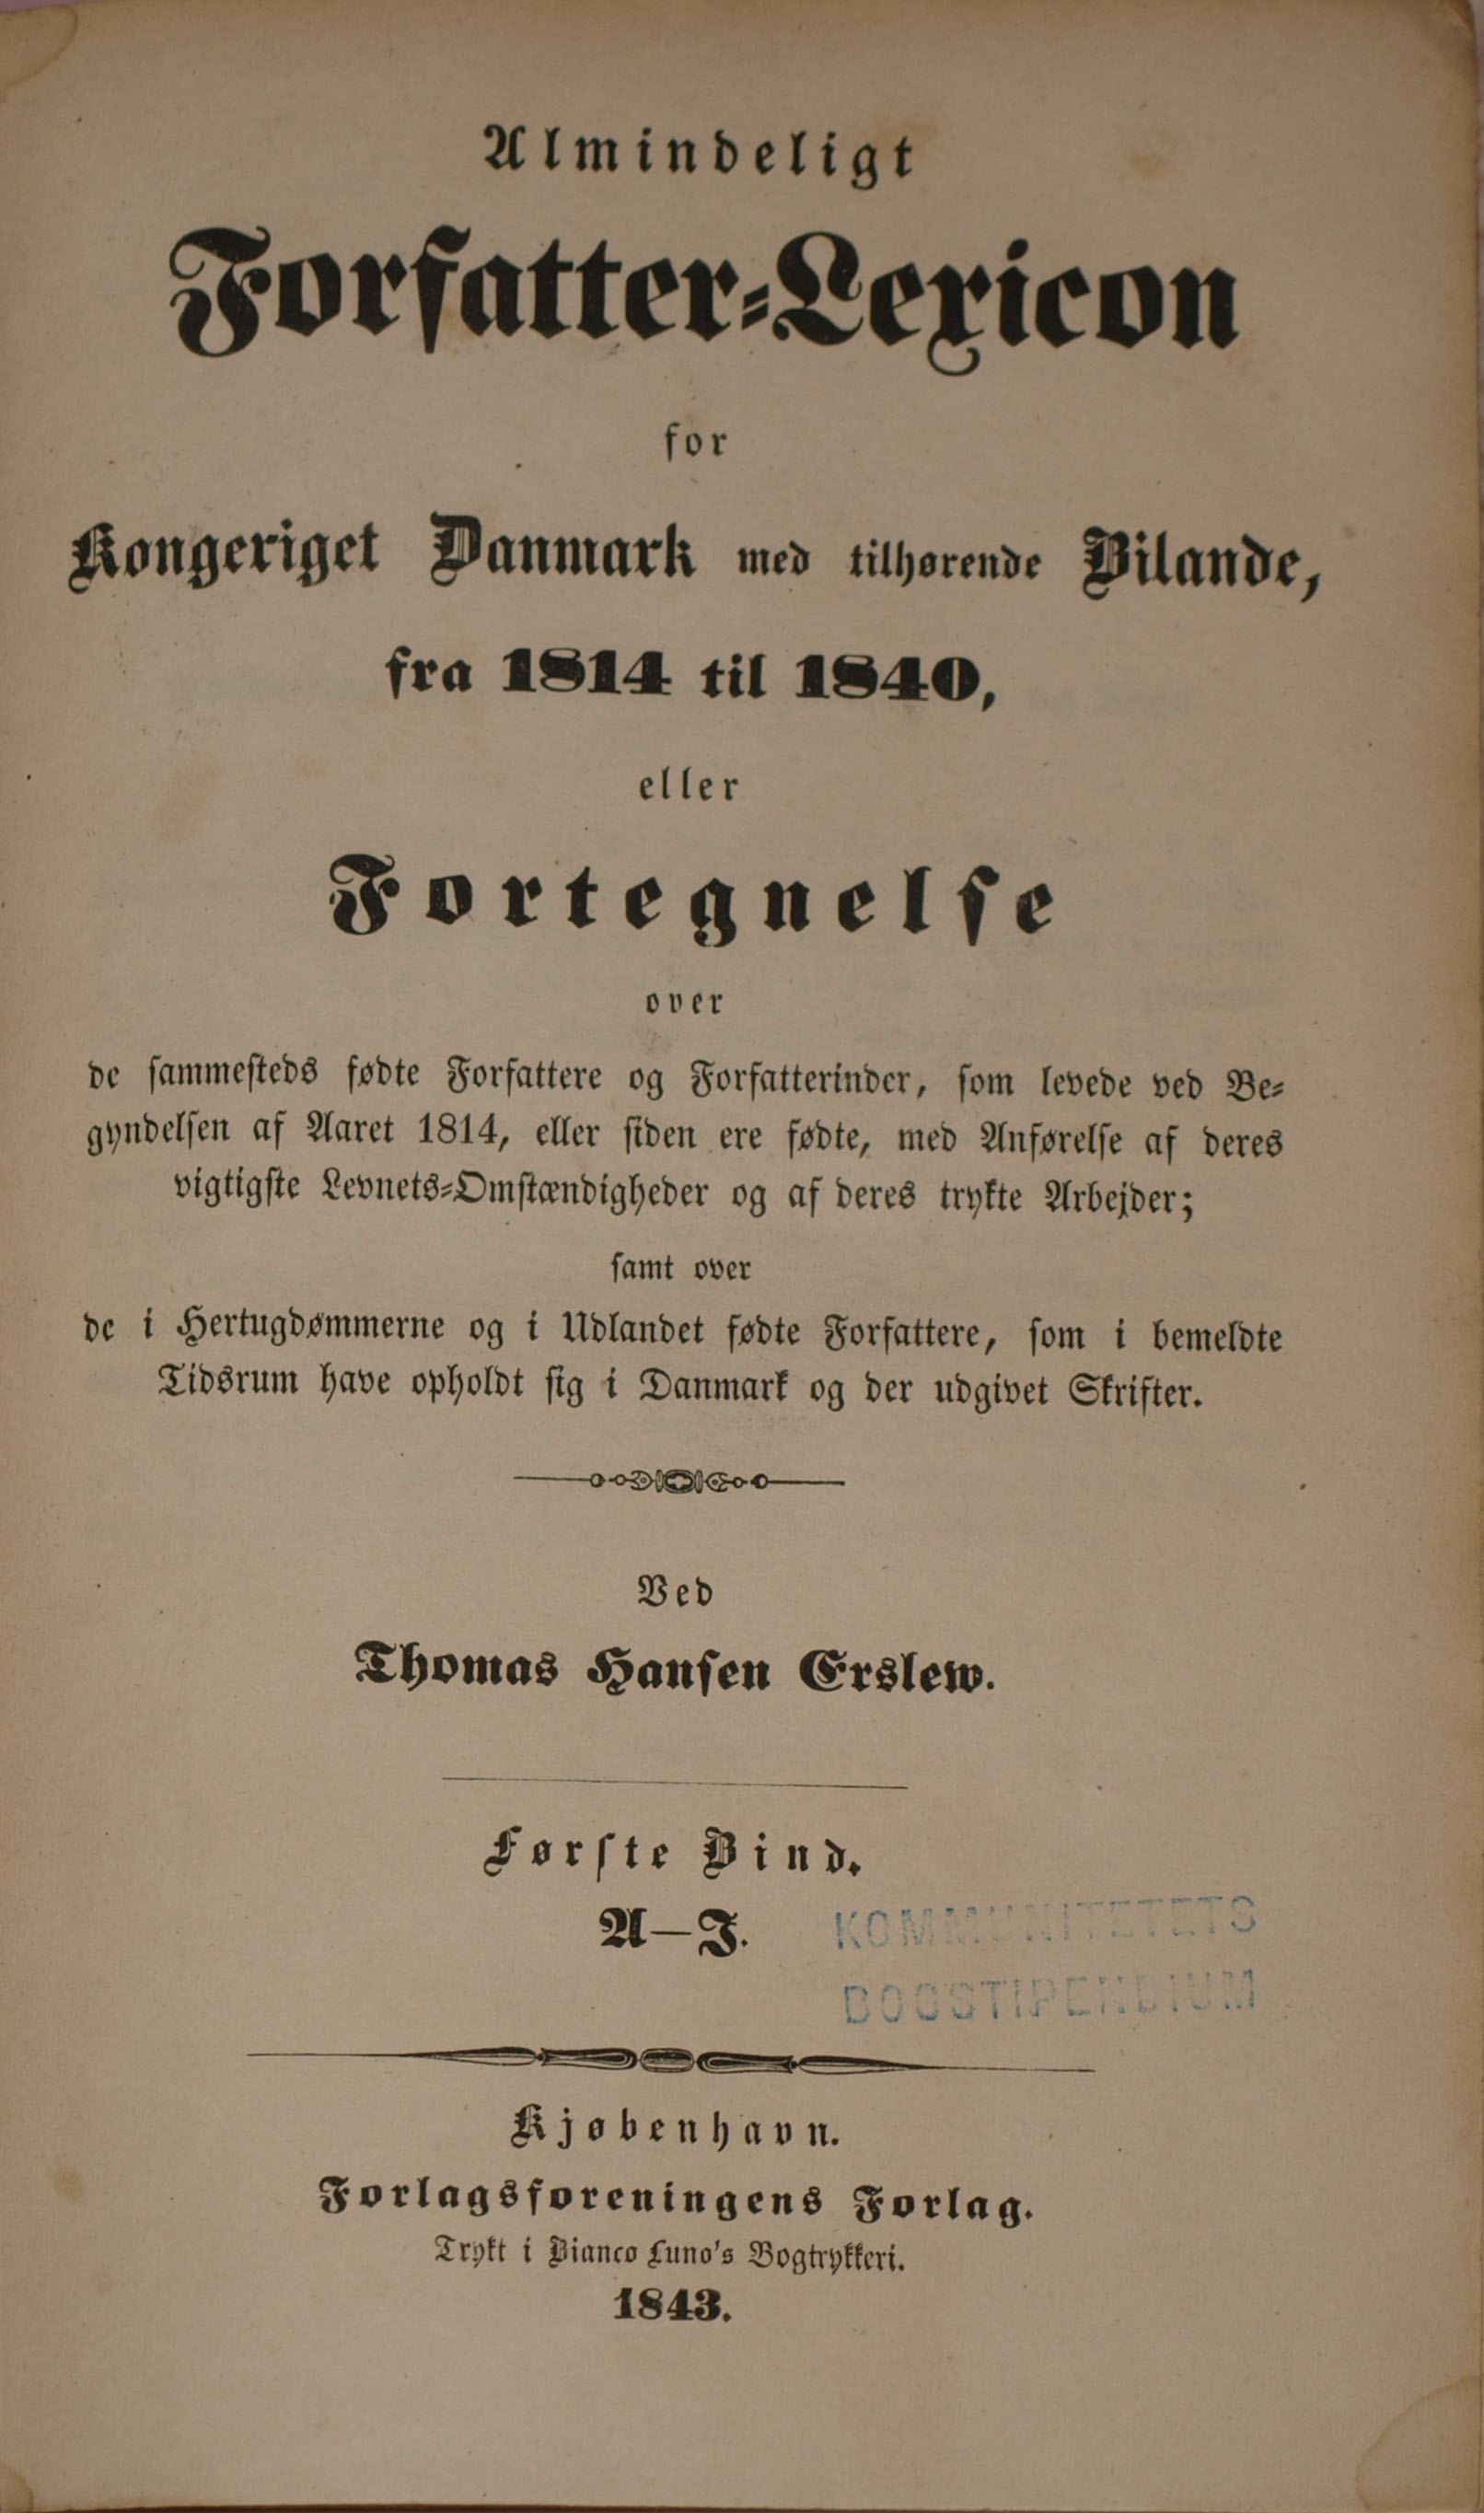 Almindeligt
Forfatter-Lexicon
for
Kongeriget Danmark med tilhørende Bilande,
fra 1814 til 1840,
eller
Fortegnelse
over
de sammesteds fødte Forfattere og Forfatterinder, som levede ved Be-
gyndelsen af Aaret 1814, eller siden ere fødte, med Anførelse af deres
vigtigste Levnets-Omstændigheder og af deres trykte Arbejder;
samt over
de i Hertugdømmerne og i Udlandet fødte Forfattere, som i bemeldte
Tidsrum have opholdt sig i Danmark og der udgivet Skrifter.
Ved
Thomas Hansen Erslew.
Første Bind.
A—J.
KOMMUNITETETS
BOGSTIPENDIUM
Kjøbenhavn.
Forlagsforeningens Forlag.
Trykt i Bianco Luno's Bogtrykkeri.
1843.